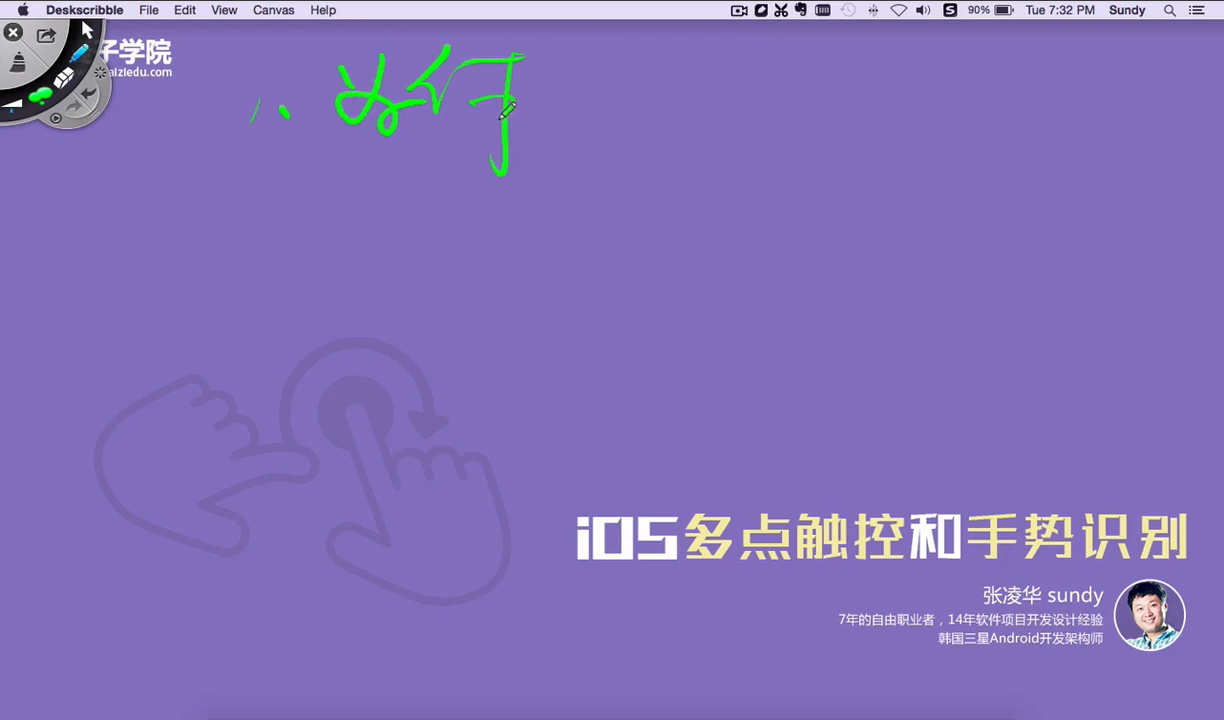 Deskscribble File Edit View Canvas Help 90% Tue 7:32 PM Sundy
子学院
aiziedu.com
如何
iOS多点触控和手势识别
张凌华 sundy
7年的自由职业者，14年软件项目开发设计经验
韩国三星Android开发架构师